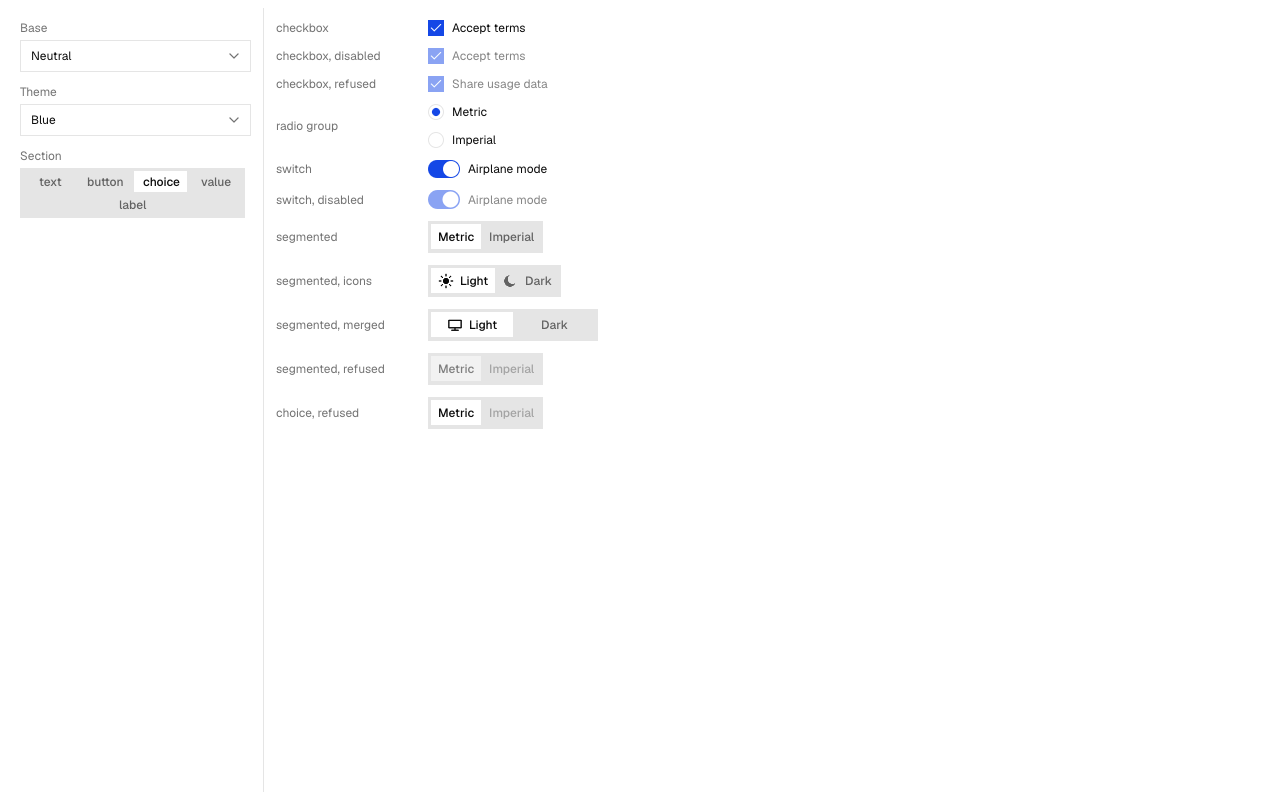 Base
Neutral
Theme
Blue
Section
text button choice value
label
checkbox Accept terms
checkbox, disabled Accept terms
checkbox, refused Share usage data
radio group Metric
Imperial
switch Airplane mode
switch, disabled Airplane mode
segmented Metric Imperial
segmented, icons Light Dark
segmented, merged Light Dark
segmented, refused Metric Imperial
choice, refused Metric Imperial